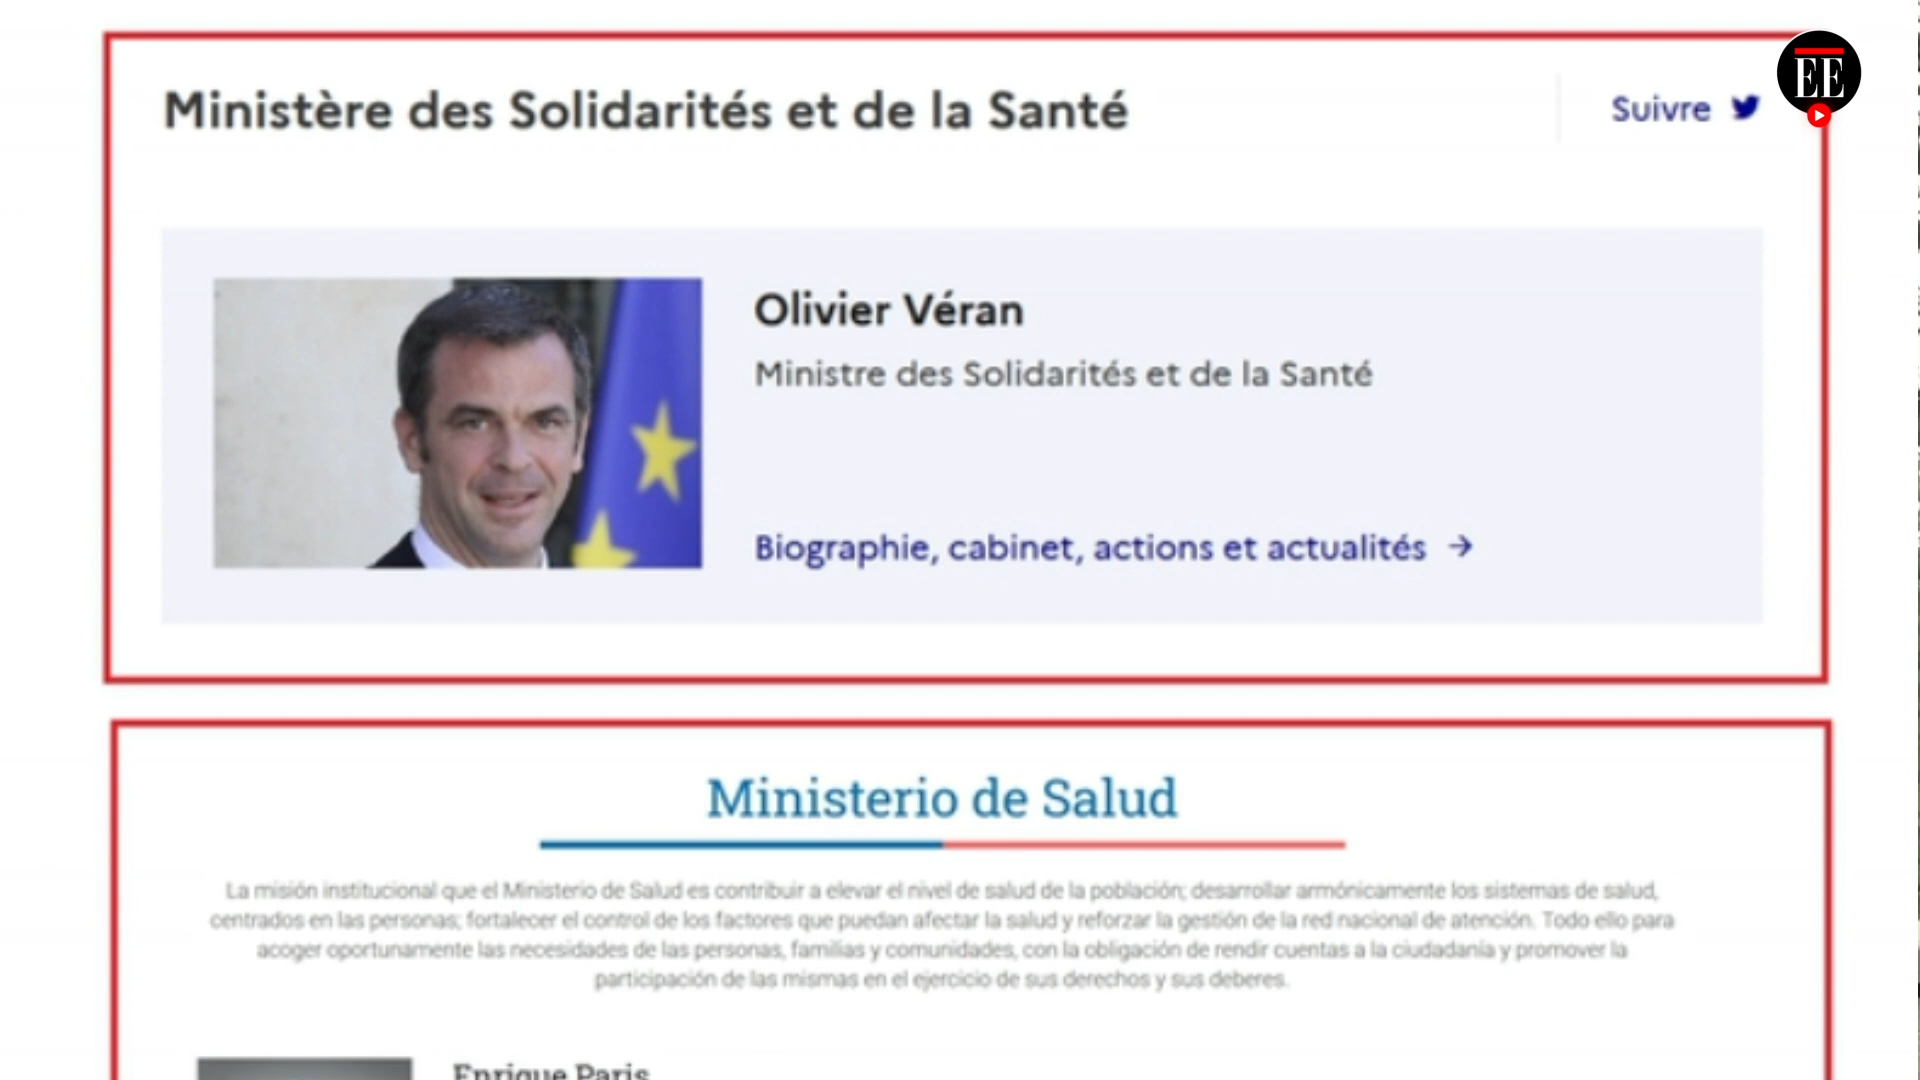 Ministère des Solidarités et de la Santé
Suivre
EE
Olivier Véran
Ministre des Solidarités et de la Santé
Biographie, cabinet, actions et actualités →
Ministerio de Salud
La misión institucional que el Ministerio de Salud es contribuir a elevar el nivel de salud de la población; desarrollar armónicamente los sistemas de salud,
centrados en las personas; fortalecer el control de los factores que puedan afectar la salud y reforzar la gestión de la red nacional de atención. Todo ello para
acoger oportunamente las necesidades de las personas, familias y comunidades, con la obligación de rendir cuentas a la ciudadanía y promover la
participación de las mismas en el ejercicio de sus derechos y sus deberes.
Enrique Paris